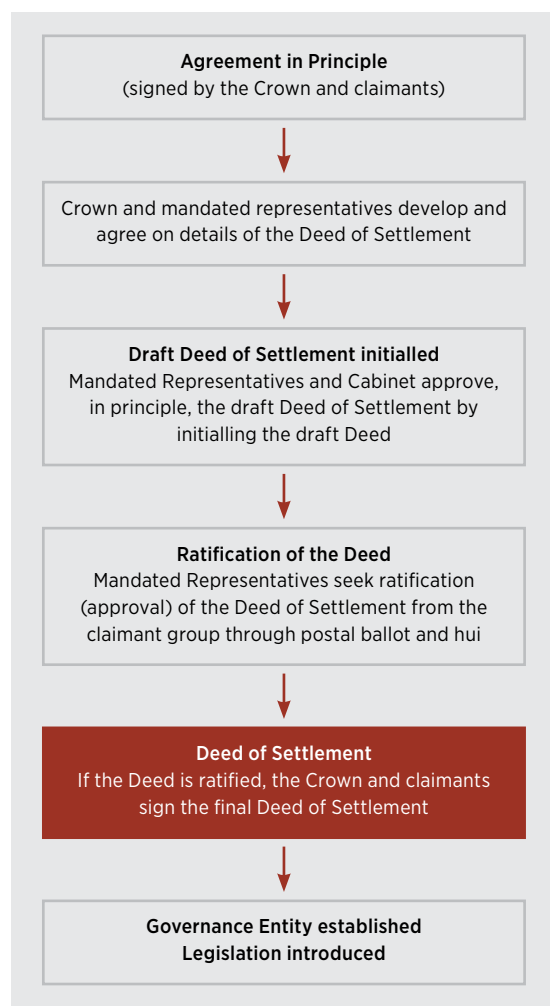 Agreement in Principle
(signed by the Crown and claimants)
Crown and mandated representatives develop and
agree on details of the Deed of Settlement
Draft Deed of Settlement initialled
Mandated Representatives and Cabinet approve,
in principle, the draft Deed of Settlement by
initialling the draft Deed
Ratification of the Deed
Mandated Representatives seek ratification
(approval) of the Deed of Settlement from the
claimant group through postal ballot and hui
Deed of Settlement
If the Deed is ratified, the Crown and claimants
sign the final Deed of Settlement
Governance Entity established
Legislation introduced